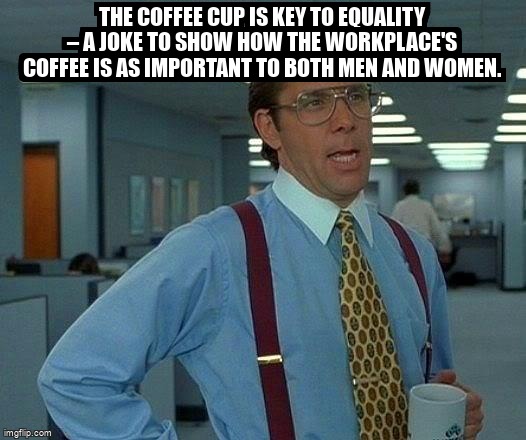 THE COFFEE CUP IS KEY TO EQUALITY
– A JOKE TO SHOW HOW THE WORKPLACE'S
COFFEE IS AS IMPORTANT TO BOTH MEN AND WOMEN.
imgflip.com